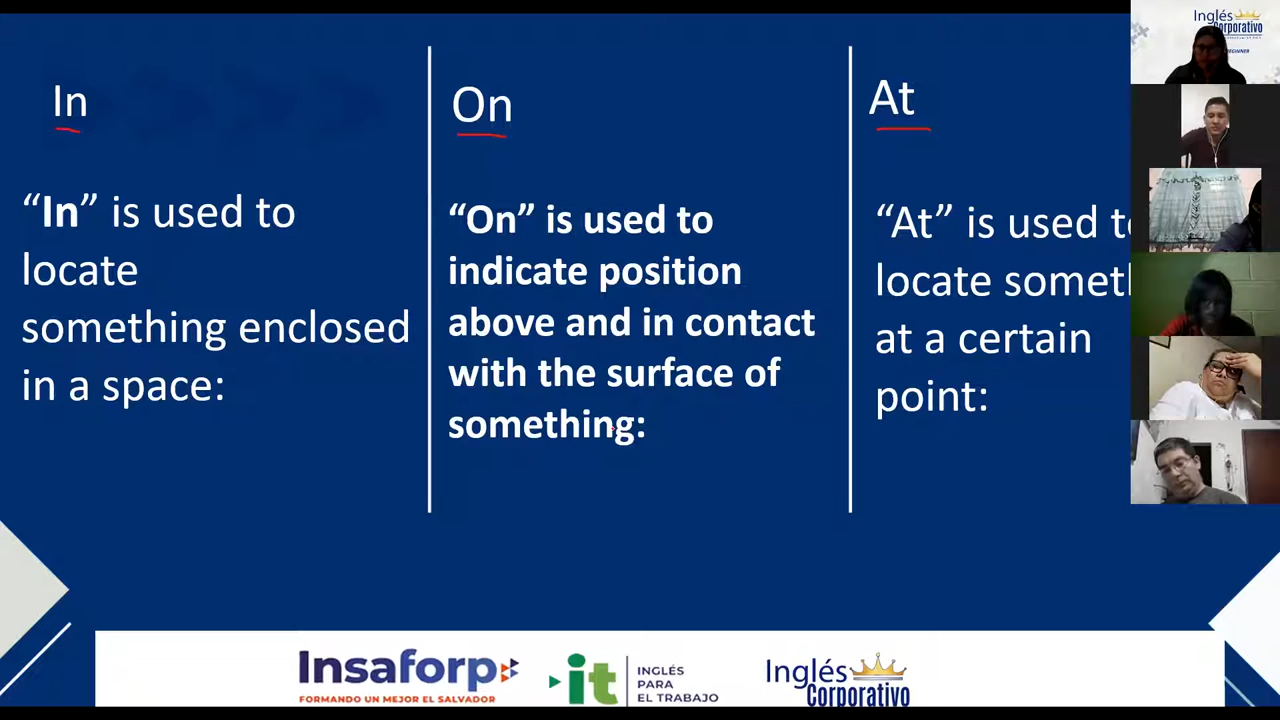 In
“In” is used to
locate
something enclosed
in a space:
On
“On” is used to
indicate position
above and in contact
with the surface of
something:
At
“At” is used
locate
at a certain
point:
Insaforp
FORMANDO UN MEJOR EL SALVADOR
it
INGLÉS
PARA
EL TRABAJO
Inglés
Corporativo
Inglés
Corporativo
BEGINNER